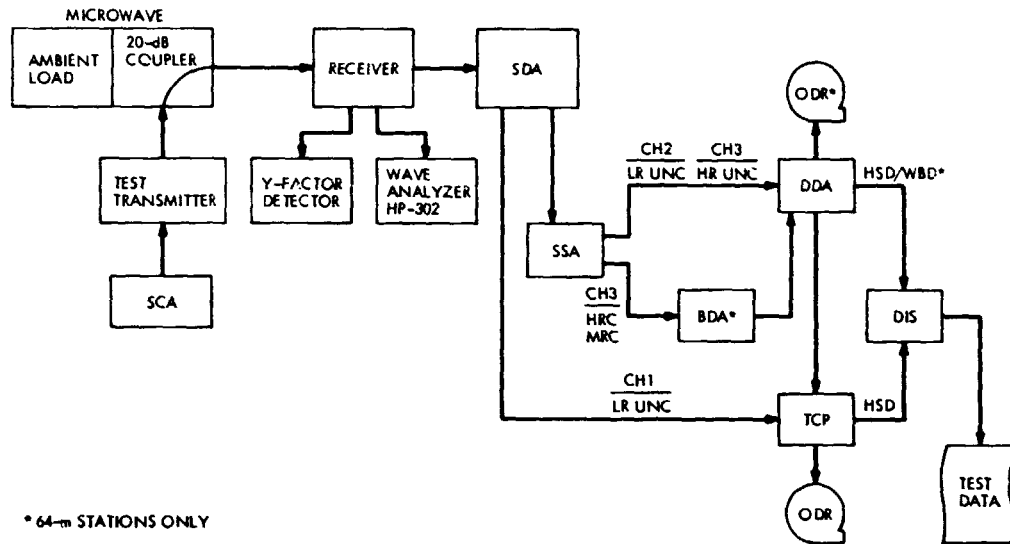 MICROWAVE
AMBIENT
LOAD
20-dB
COUPLER
RECEIVER
SDA
ODR*
TEST
TRANSMITTER
Y-FACTOR
DETECTOR
WAVE
ANALYZER
HP-302
CH2
LR UNC
CH3
HR UNC
DDA
HSD/WBD*
SSA
SCA
CH3
HRC
MRC
BDA*
DIS
CH1
LR UNC
TCP
HSD
TEST
DATA
ODR
* 64-m STATIONS ONLY